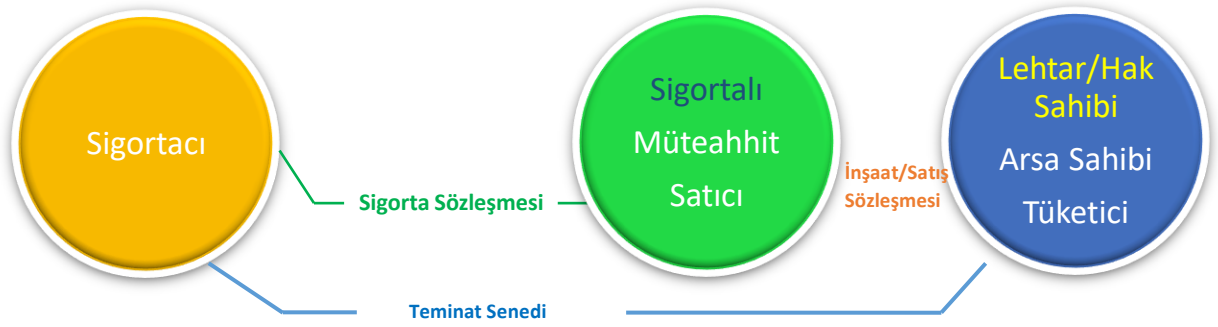 Sigortacı
Sigorta Sözleşmesi
Sigortalı
Müteahhit
Satıcı
İnşaat/Satış
Sözleşmesi
Lehtar/Hak
Sahibi
Arsa Sahibi
Tüketici
Teminat Senedi